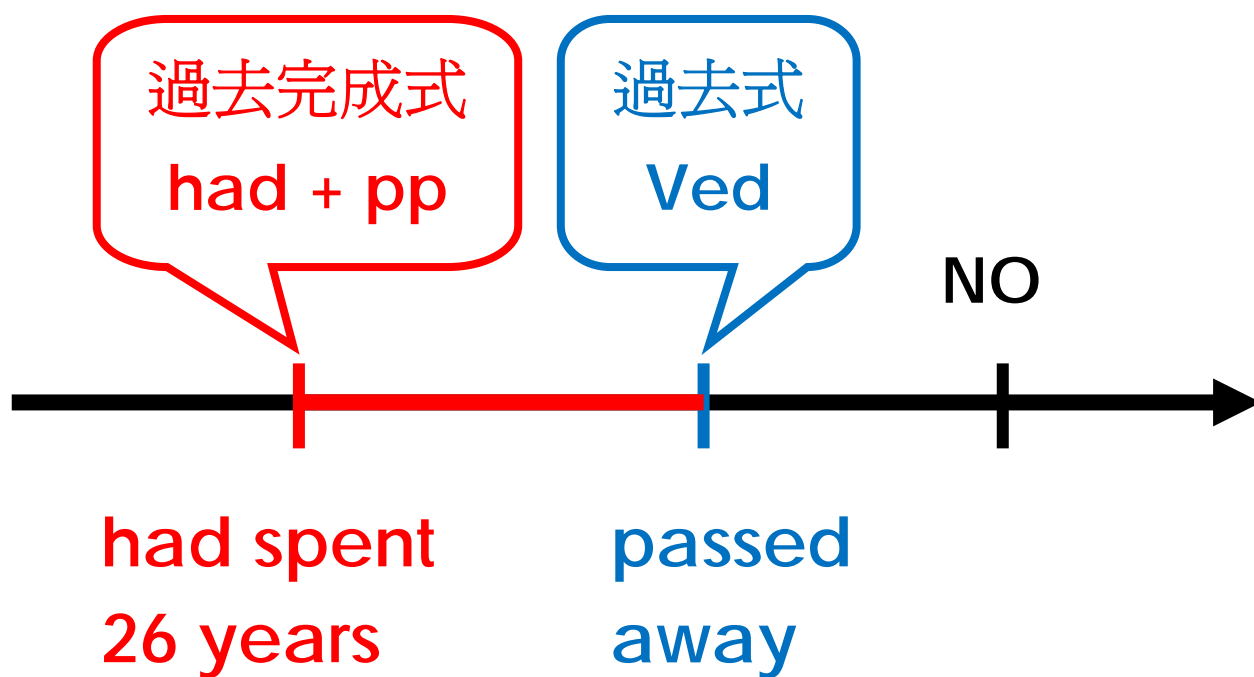 過去完成式
had + pp
過去式
Ved
NO
had spent
26 years
passed
away